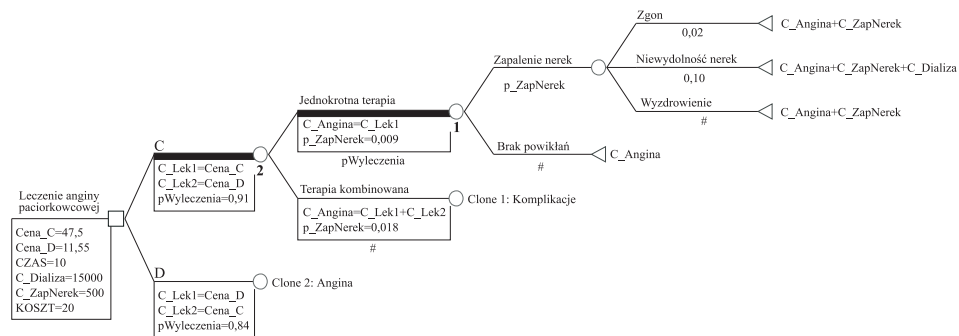 Zgon
0,02
C_Angina+C_ZapNerek
Zapalenie nerek
p_ZapNerek
Niewydolność nerek
0,10
C_Angina+C_ZapNerek+C_Dializa
Wyzdrowienie
#
C_Angina+C_ZapNerek
Jednokrotna terapia
C_Angina=C_Lek1
p_ZapNerek=0,009
pWyleczenia
1
Brak powikłań
#
C_Angina
C
C_Lek1=Cena_C
C_Lek2=Cena_D
pWyleczenia=0,91
2
Terapia kombinowana
C_Angina=C_Lek1+C_Lek2
p_ZapNerek=0,018
#
Clone 1: Komplikacje
Leczenie anginy
paciorkowcowej
Cena_C=47,5
Cena_D=11,55
CZAS=10
C_Dializa=15000
C_ZapNerek=500
KOSZT=20
D
C_Lek1=Cena_D
C_Lek2=Cena_C
pWyleczenia=0,84
Clone 2: Angina